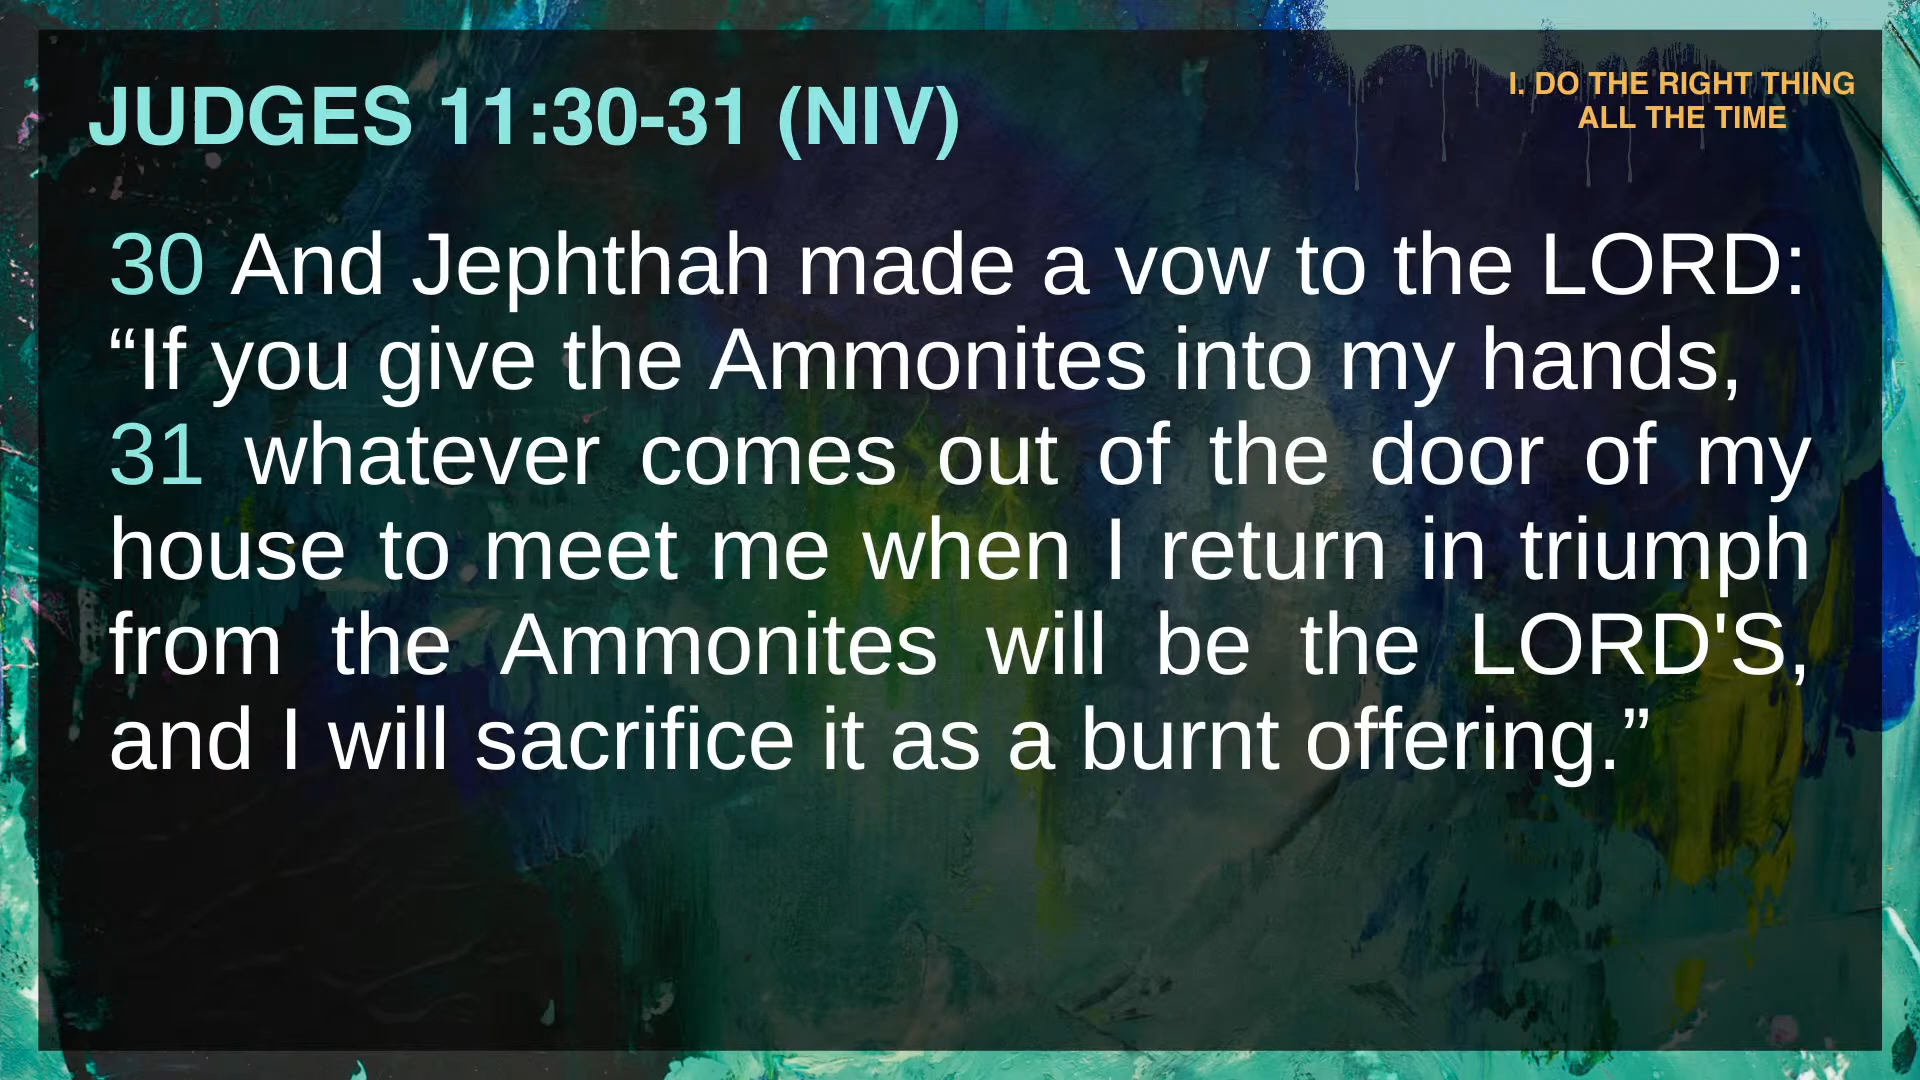 JUDGES 11:30-31 (NIV)
I. DO THE RIGHT THING
ALL THE TIME
30 And Jephthah made a vow to the LORD:
“If you give the Ammonites into my hands,
31 whatever comes out of the door of my
house to meet me when I return in triumph
from the Ammonites will be the LORD'S,
and I will sacrifice it as a burnt offering.”